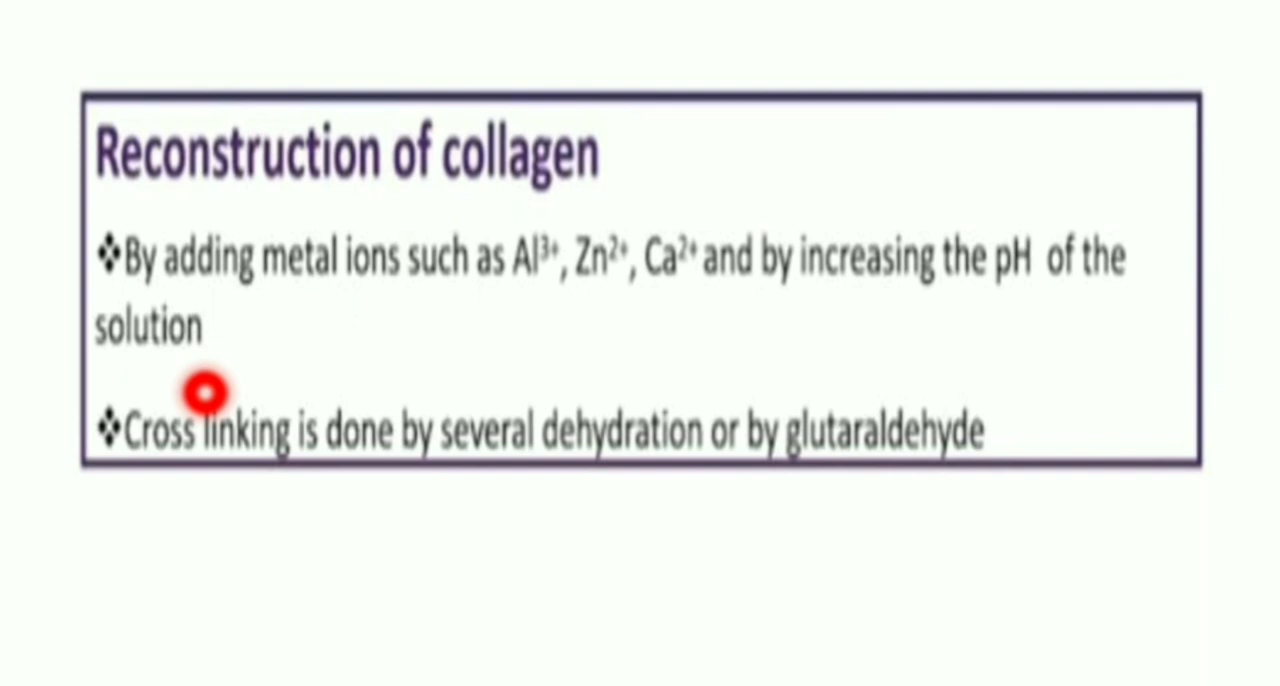 Reconstruction of collagen
❖By adding metal ions such as Al³⁺, Zn²⁺, Ca²⁺ and by increasing the pH of the
solution
❖Cross linking is done by several dehydration or by glutaraldehyde